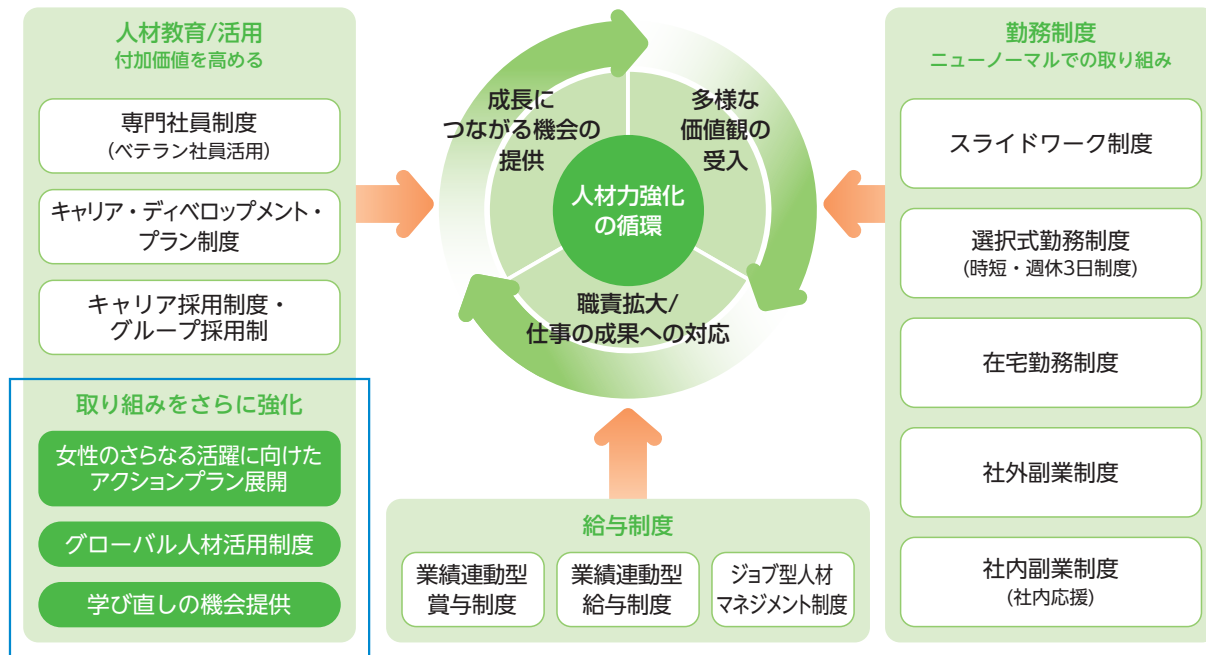 人材教育/活用
付加価値を高める
専門社員制度
(ベテラン社員活用)
キャリア・ディベロップメント・
プラン制度
キャリア採用制度・
グループ採用制
取り組みをさらに強化
女性のさらなる活躍に向けた
アクションプラン展開
グローバル人材活用制度
学び直しの機会提供
成長に
つながる機会の
提供
多様な
価値観の
受入
人材力強化
の循環
職責拡大/
仕事の成果への対応
給与制度
業績連動型
賞与制度
業績連動型
給与制度
ジョブ型人材
マネジメント制度
勤務制度
ニューノーマルでの取り組み
スライドワーク制度
選択式勤務制度
(時短・週休3日制度)
在宅勤務制度
社外副業制度
社内副業制度
(社内応援)